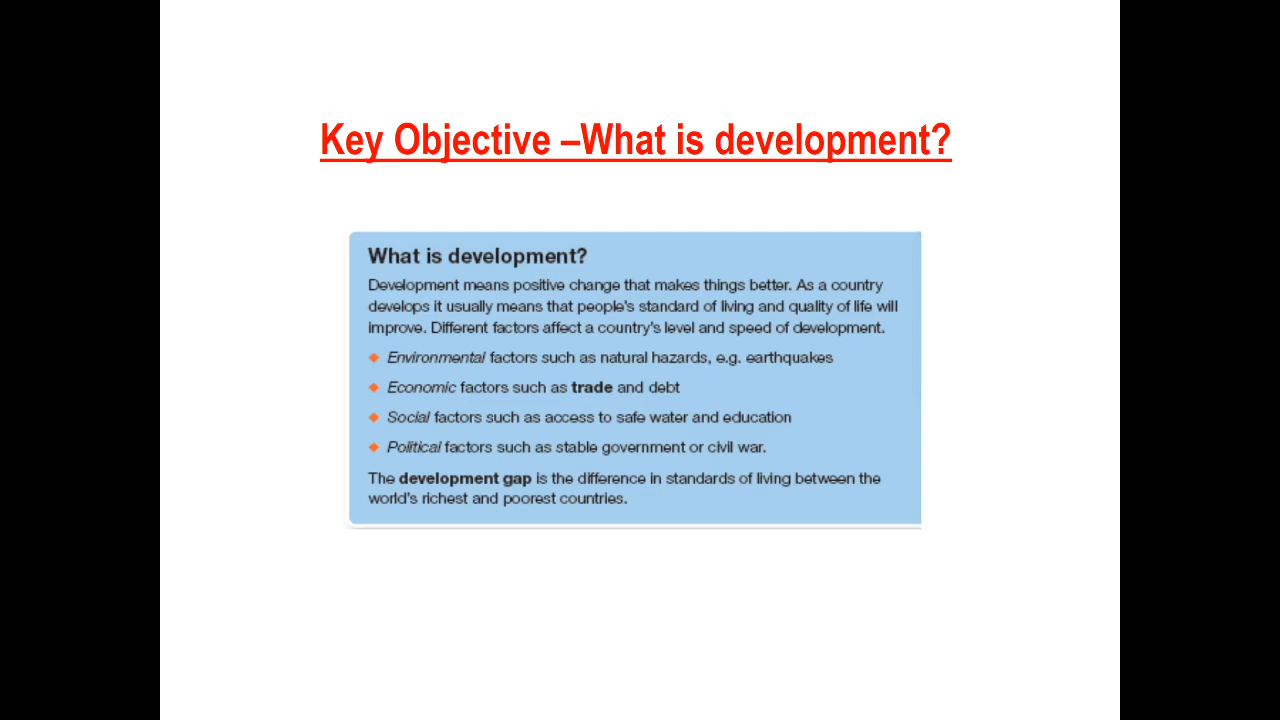 Key Objective –What is development?
What is development?
Development means positive change that makes things better. As a country
develops it usually means that people's standard of living and quality of life will
improve. Different factors affect a country's level and speed of development.
◆ Environmental factors such as natural hazards, e.g. earthquakes
◆ Economic factors such as trade and debt
◆ Social factors such as access to safe water and education
◆ Political factors such as stable government or civil war.
The development gap is the difference in standards of living between the
world's richest and poorest countries.